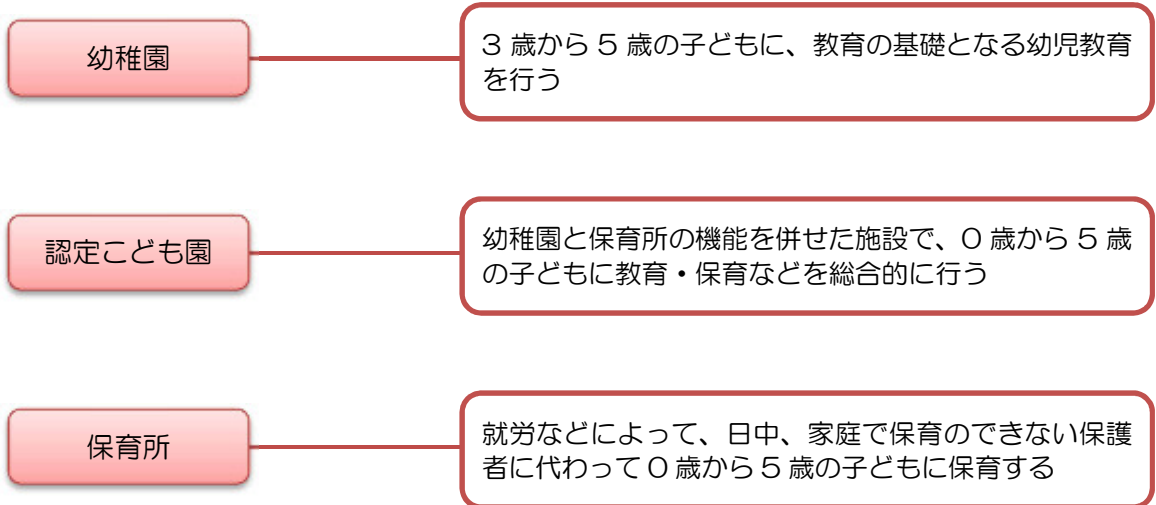 幼稚園
3 歳から 5 歳の子どもに、教育の基礎となる幼児教育
を行う
認定こども園
幼稚園と保育所の機能を併せた施設で、0 歳から 5 歳
の子どもに教育・保育などを総合的に行う
保育所
就労などによって、日中、家庭で保育のできない保護
者に代わって 0 歳から 5 歳の子どもに保育する